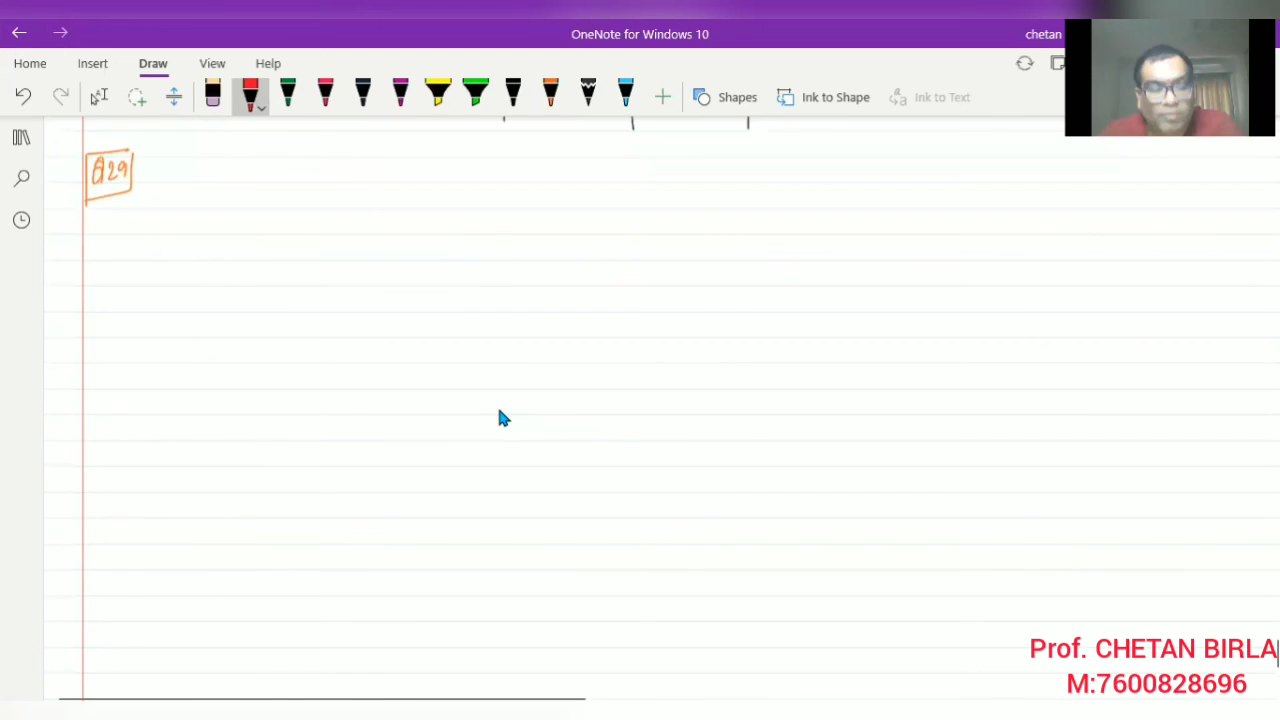 OneNote for Windows 10
chetan
Home Insert Draw View Help
Shapes Ink to Shape Ink to Text
Q29
Prof. CHETAN BIRLA
M:7600828696